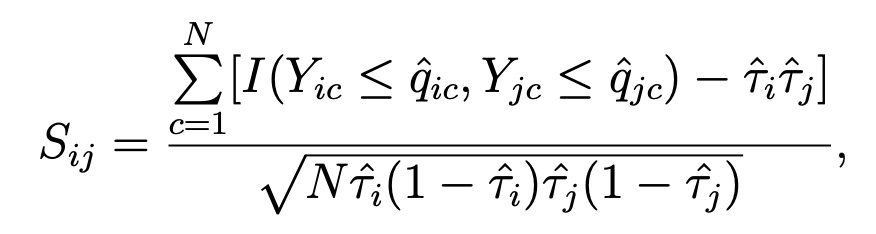 S_{ij} = \frac{\sum_{c=1}^{N} [I(Y_{ic} \leq \hat{q}_{ic}, Y_{jc} \leq \hat{q}_{jc}) - \hat{\tau}_i \hat{\tau}_j]}{\sqrt{N \hat{\tau}_i (1 - \hat{\tau}_i) \hat{\tau}_j (1 - \hat{\tau}_j)}},